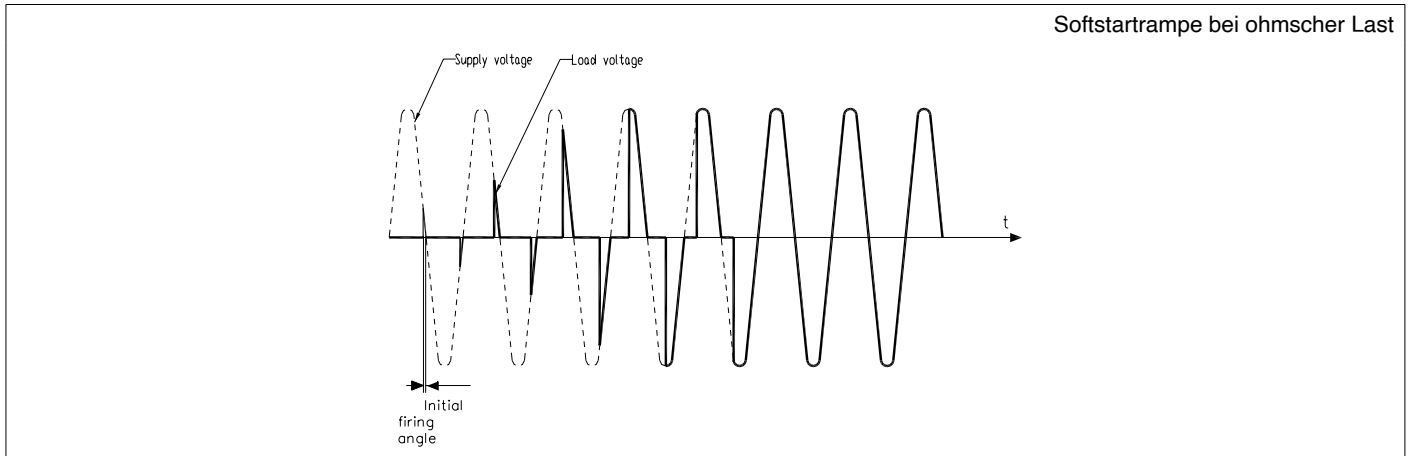 Softstartrampe bei ohmscher Last
Supply voltage
Load voltage
t
Initial
firing
angle